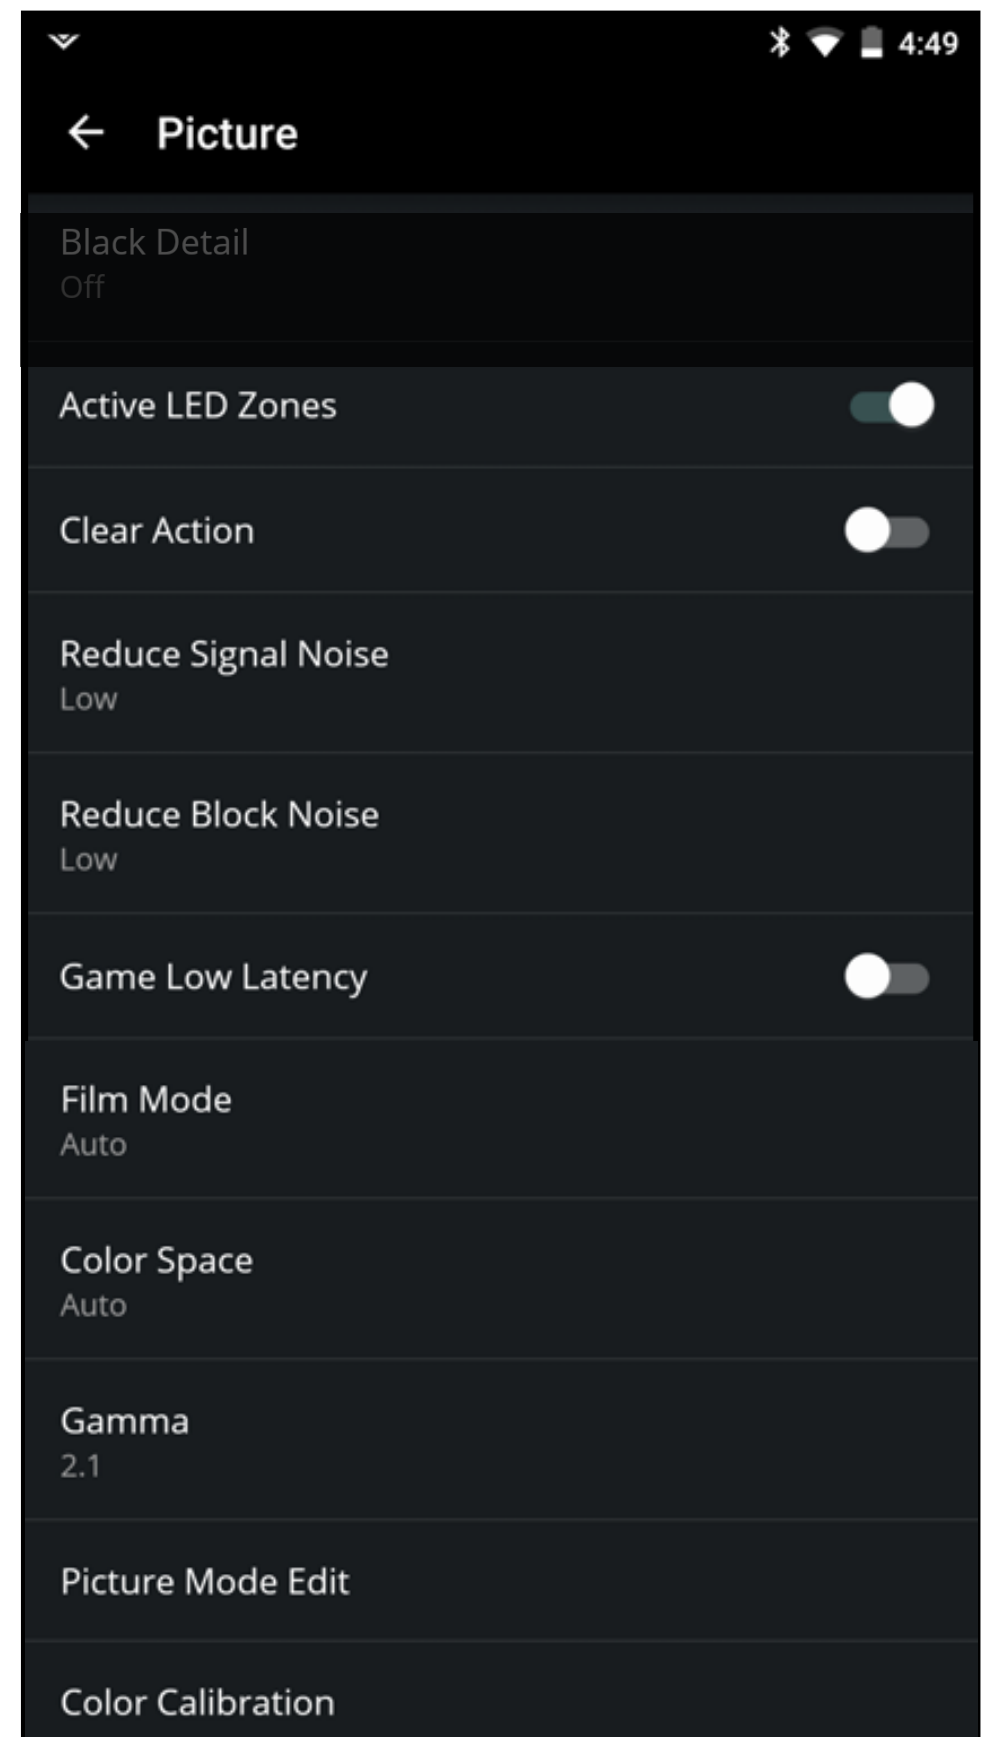 4:49
Picture
Black Detail
Off
Active LED Zones
Clear Action
Reduce Signal Noise
Low
Reduce Block Noise
Low
Game Low Latency
Film Mode
Auto
Color Space
Auto
Gamma
2.1
Picture Mode Edit
Color Calibration